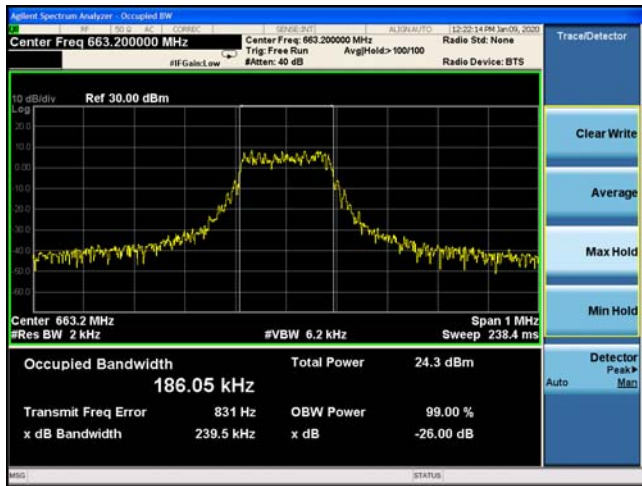 Agilent Spectrum Analyzer - Occupied BW
RF 50 Ω AC CORREC SENSE:INT ALIGN AUTO 12:22:14 PM Jan 09, 2020
Center Freq 663.200000 MHz Center Freq: 663.200000 MHz Radio Std: None Trace/Detector
Trig: Free Run Avg|Hold:> 100/100
#IFGain:Low #Atten: 40 dB Radio Device: BTS
10 dB/div Ref 30.00 dBm
Log
20.0
10.0
0.00
-10.0
-20.0
-30.0
-40.0
-50.0
-60.0
Center 663.2 MHz Span 1 MHz
#Res BW 2 kHz #VBW 6.2 kHz Sweep 238.4 ms
Occupied Bandwidth Total Power 24.3 dBm
186.05 kHz
Transmit Freq Error 831 Hz OBW Power 99.00 %
x dB Bandwidth 239.5 kHz x dB -26.00 dB
Clear Write
Average
Max Hold
Min Hold
Detector
Peak▶
Auto Man
MSG STATUS